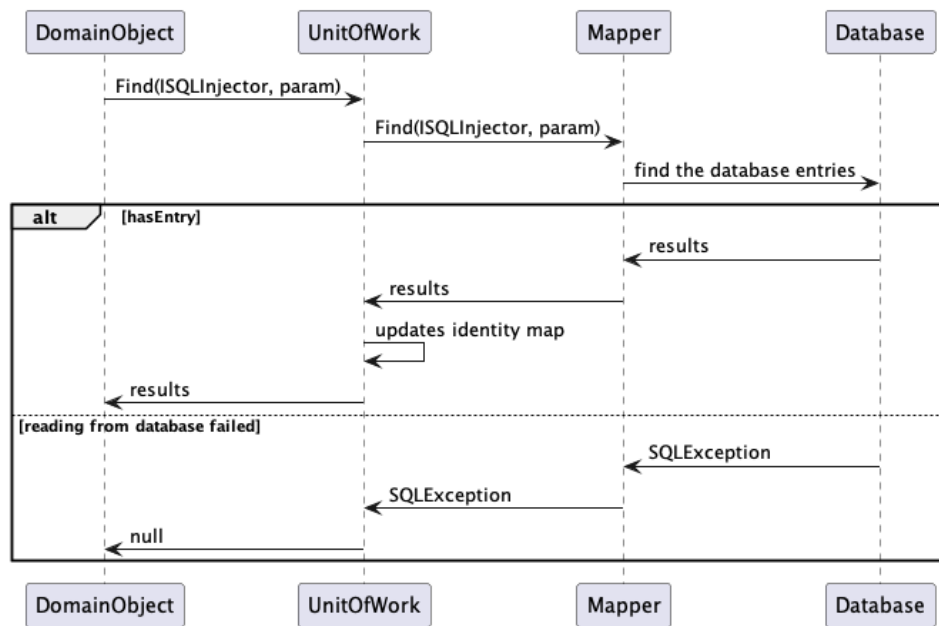 DomainObject UnitOfWork Mapper Database
Find(ISQLInjector, param)
Find(ISQLInjector, param)
find the database entries
alt [hasEntry]
results
results
updates identity map
results
[reading from database failed]
SQLException
SQLException
null
DomainObject UnitOfWork Mapper Database